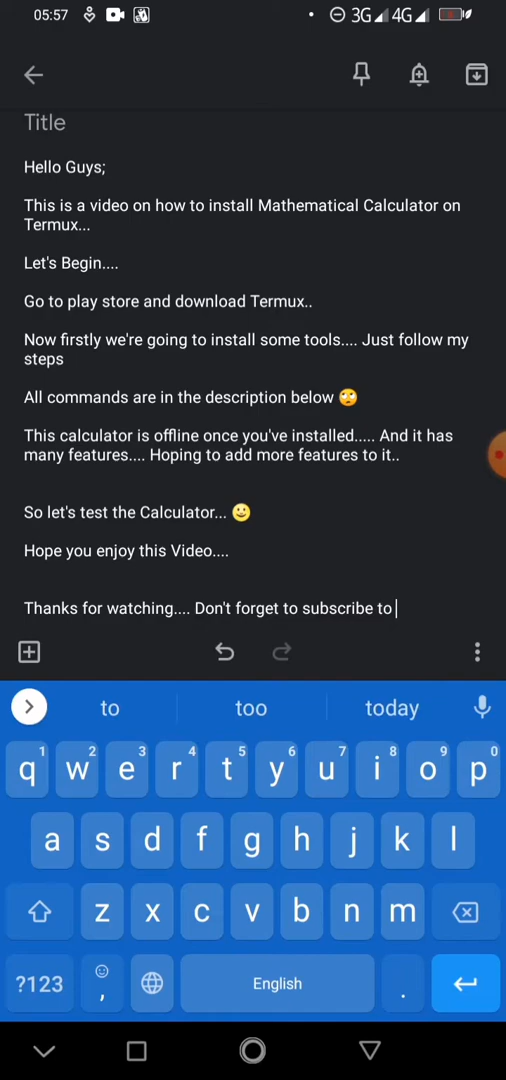 05:57 3G 4G
Title
Hello Guys;
This is a video on how to install Mathematical Calculator on
Termux...
Let's Begin....
Go to play store and download Termux..
Now firstly we're going to install some tools.... Just follow my
steps
All commands are in the description below 🙄
This calculator is offline once you've installed..... And it has
many features.... Hoping to add more features to it..
So let's test the Calculator... 🙂
Hope you enjoy this Video....
Thanks for watching.... Don't forget to subscribe to
to too today
1 2 3 4 5 6 7 8 9 0
q w e r t y u i o p
a s d f g h j k l
z x c v b n m
?123 , English .